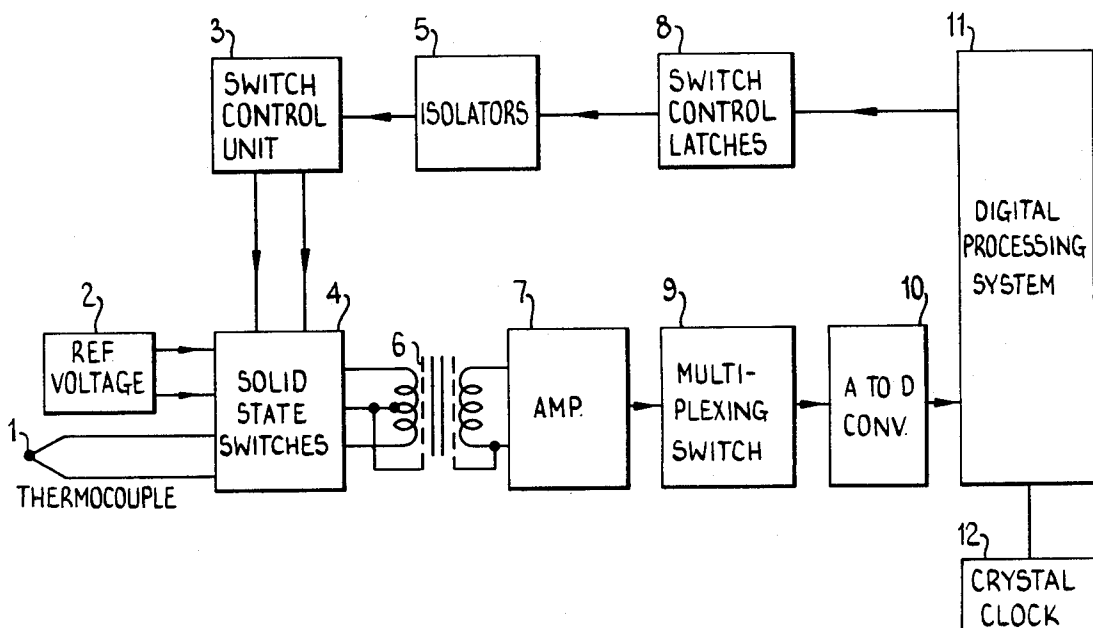 3
SWITCH
CONTROL
UNIT
5
ISOLATORS
8
SWITCH
CONTROL
LATCHES
11
DIGITAL
PROCESSING
SYSTEM
2
REF.
VOLTAGE
1
THERMOCOUPLE
4
SOLID
STATE
SWITCHES
6
7
AMP.
9
MULTI-
PLEXING
SWITCH
10
A TO D
CONV.
12
CRYSTAL
CLOCK